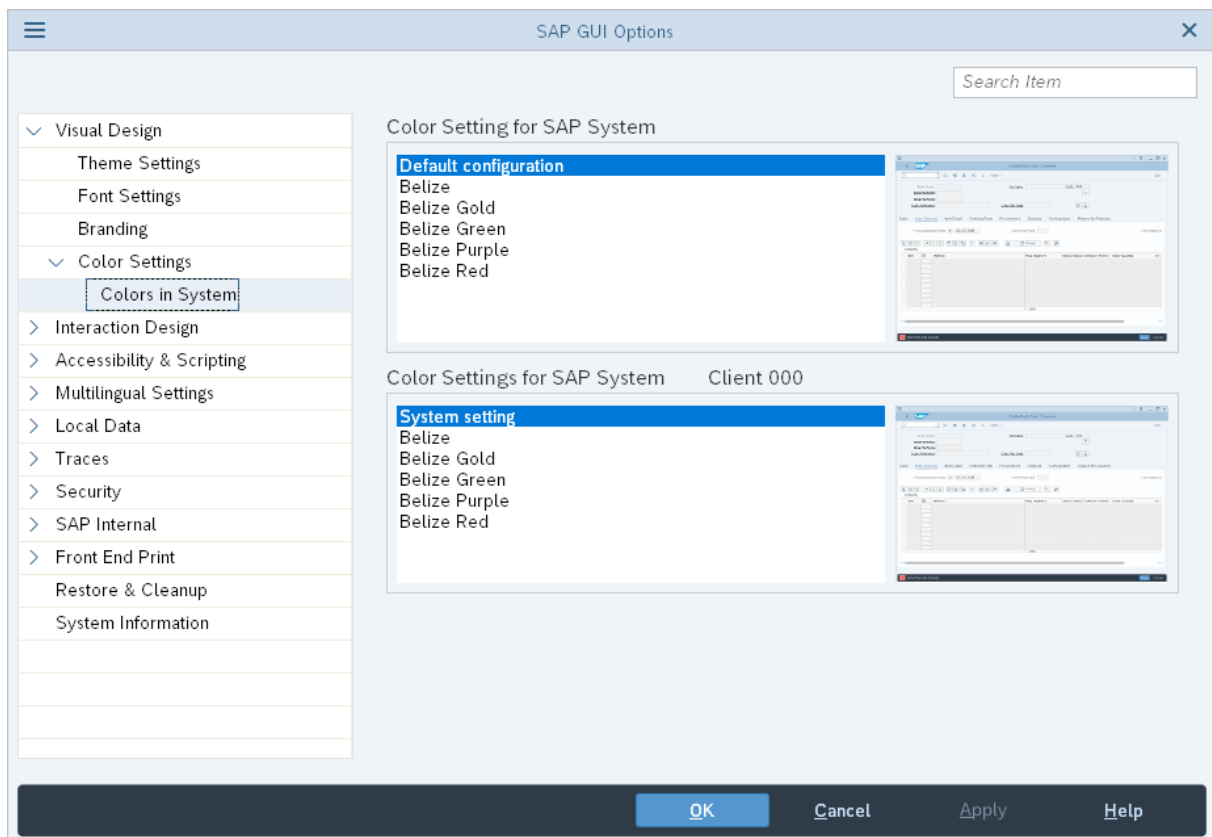 SAP GUI Options
Search Item
Visual Design
Theme Settings
Font Settings
Branding
Color Settings
Colors in System
Interaction Design
Accessibility & Scripting
Multilingual Settings
Local Data
Traces
Security
SAP Internal
Front End Print
Restore & Cleanup
System Information
Color Setting for SAP System
Default configuration
Belize
Belize Gold
Belize Green
Belize Purple
Belize Red
SAP
Color Settings for SAP System Client 000
System setting
Belize
Belize Gold
Belize Green
Belize Purple
Belize Red
SAP
OK Cancel Apply Help